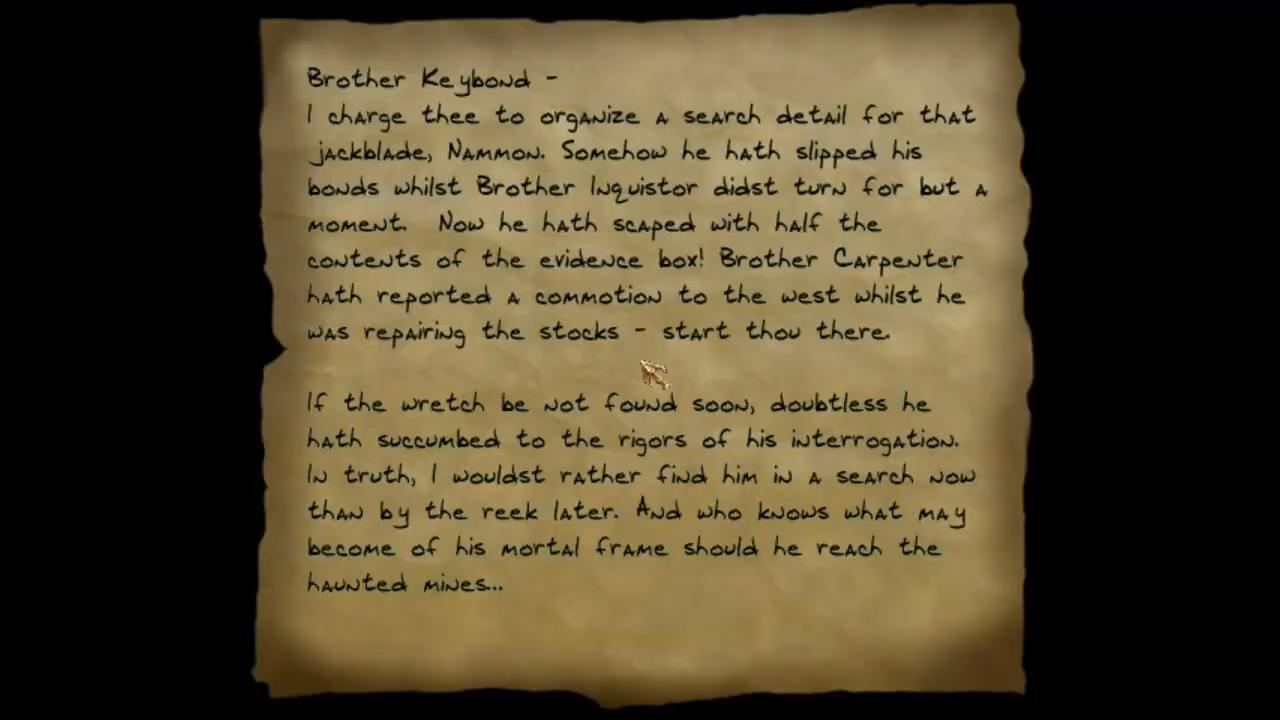 Brother Keybond -
I charge thee to organize a search detail for that
jackblade, Nammon. Somehow he hath slipped his
bonds whilst Brother Inquistor didst turn for but a
moment. Now he hath scaped with half the
contents of the evidence box! Brother Carpenter
hath reported a commotion to the west whilst he
was repairing the stocks - start thou there.
If the wretch be not found soon, doubtless he
hath succumbed to the rigors of his interrogation.
In truth, I wouldst rather find him in a search now
than by the reek later. And who knows what may
become of his mortal frame should he reach the
haunted mines...